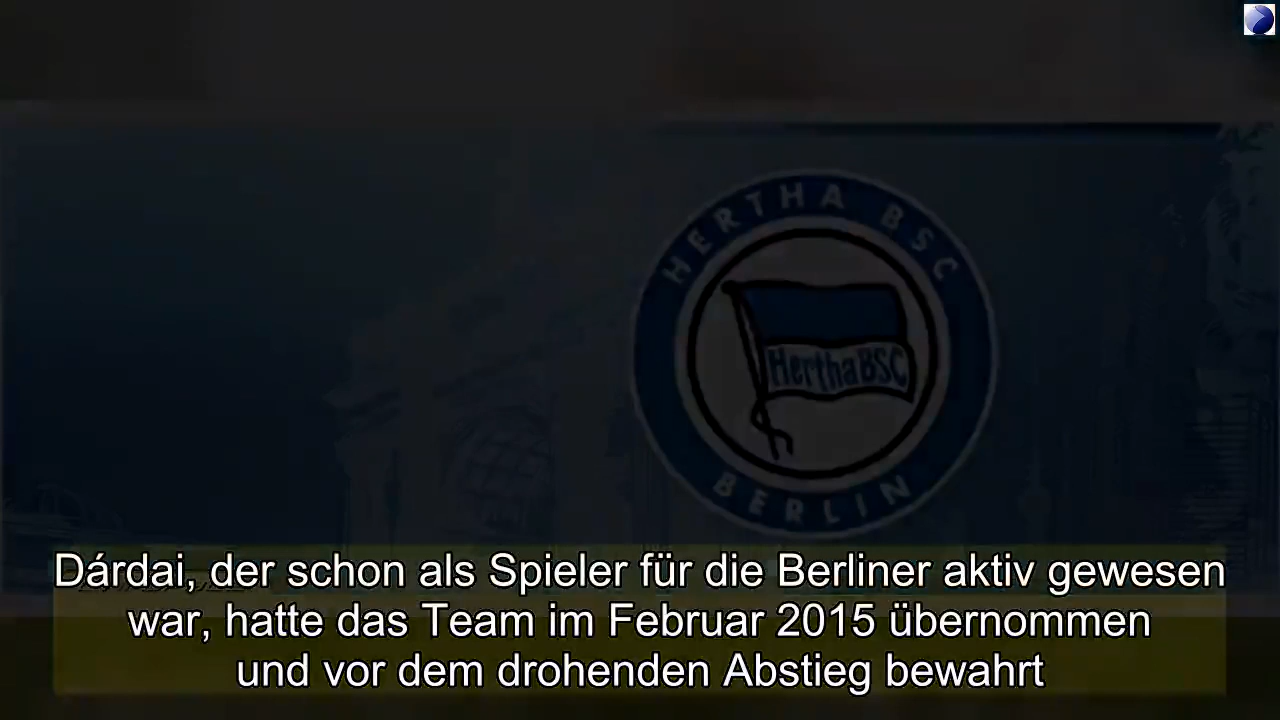 HERTHA BSC
HerthaBSC
BERLIN
Dárdai, der schon als Spieler für die Berliner aktiv gewesen
war, hatte das Team im Februar 2015 übernommen
und vor dem drohenden Abstieg bewahrt